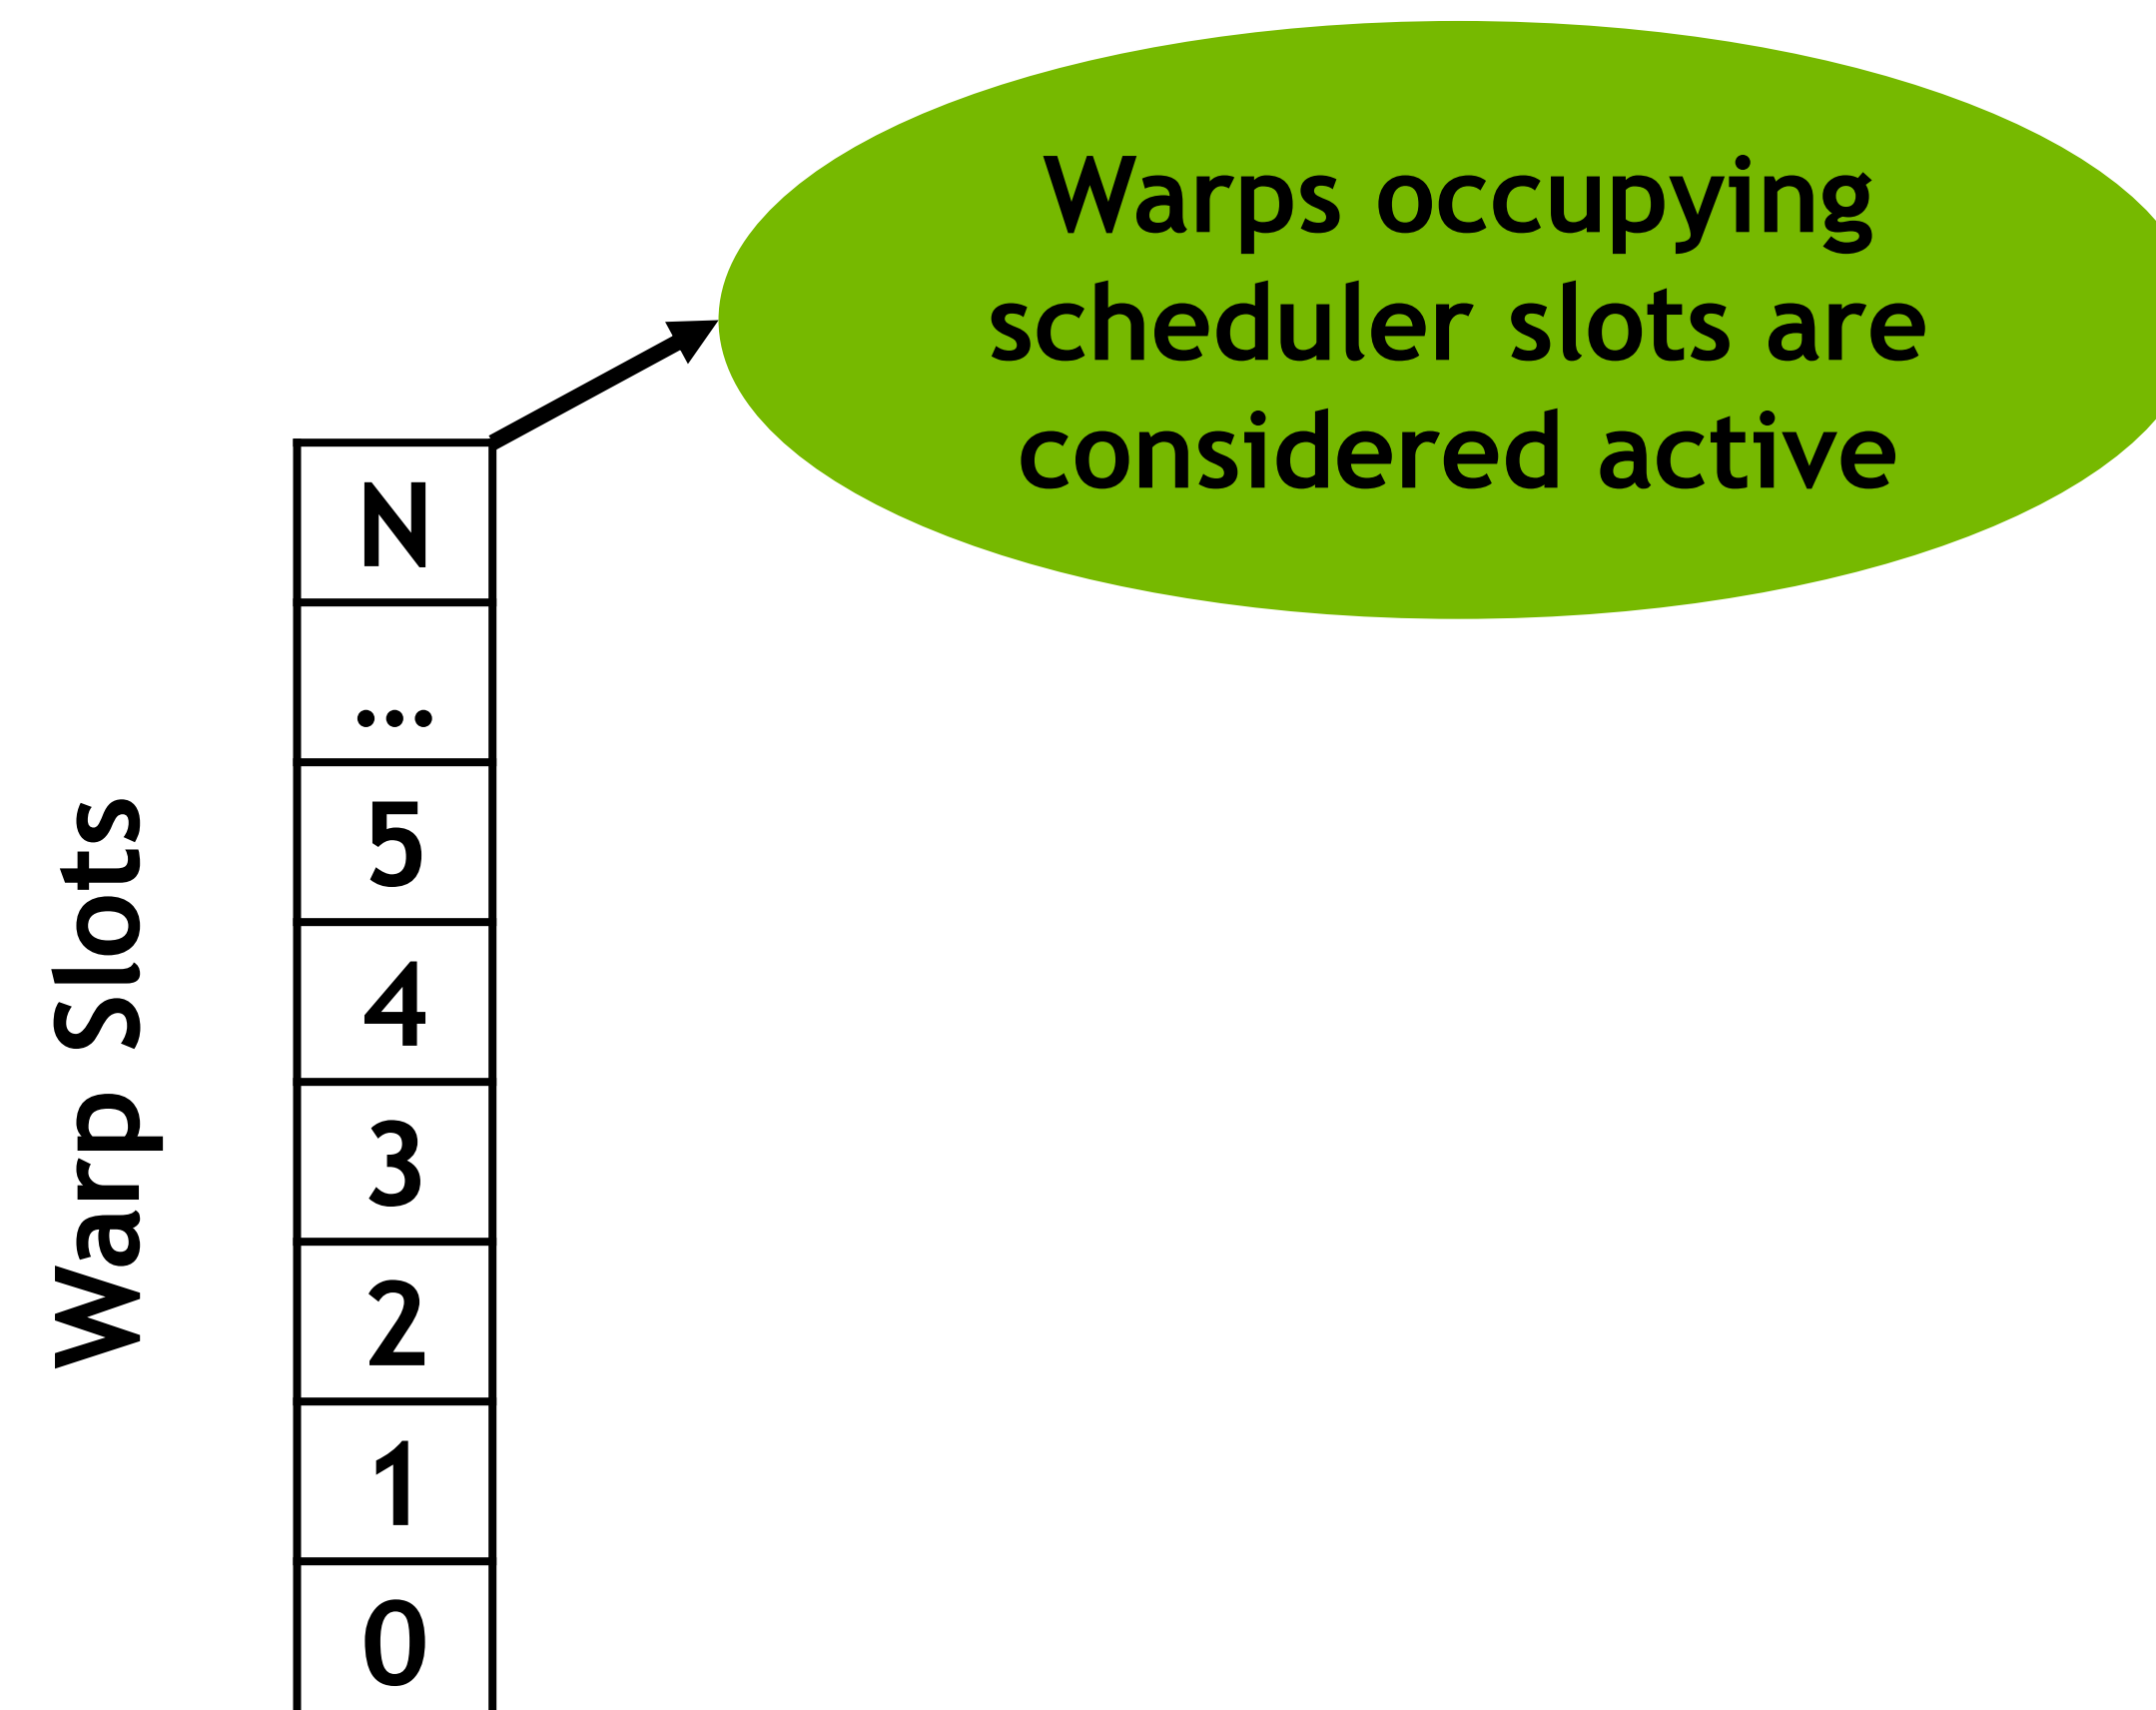 Warps occupying
scheduler slots are
considered active
Warp Slots
N
...
5
4
3
2
1
0